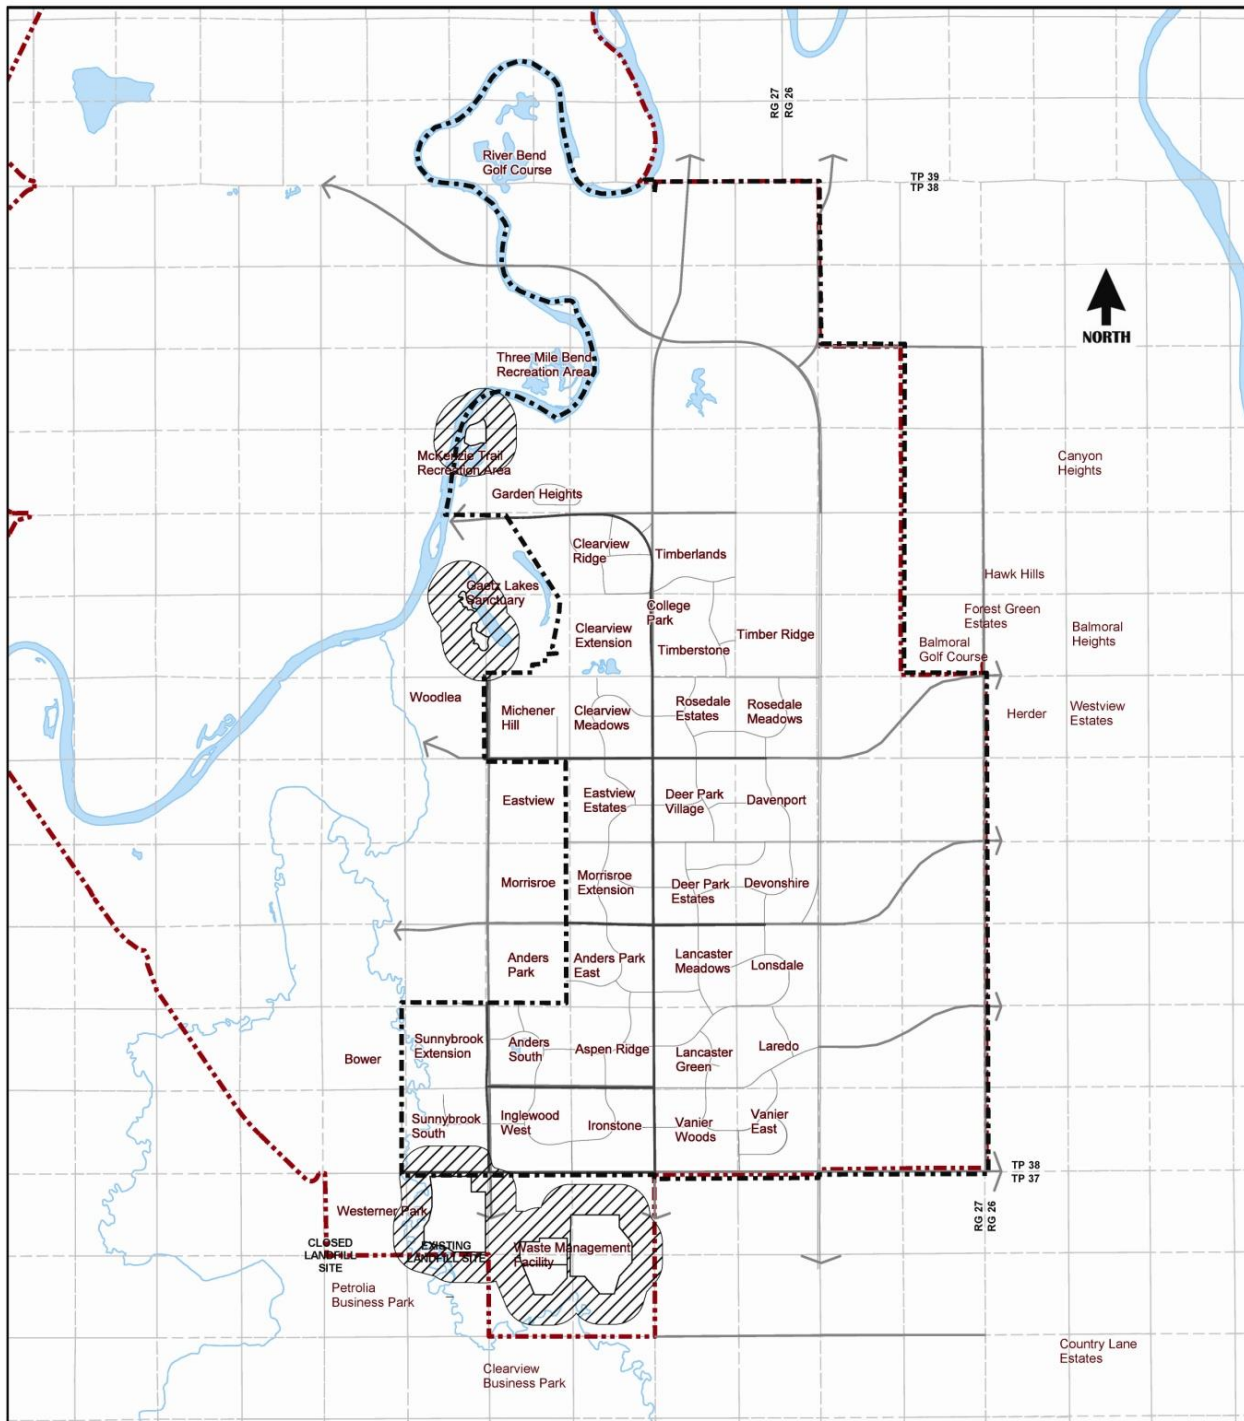 RG 27
RG 26
River Bend
Golf Course
TP 39
TP 38
NORTH
Three Mile Bend
Recreation Area
McKenzie Trail
Recreation Area
Canyon
Heights
Garden Heights
Clearview
Ridge
Timberlands
Hawk Hills
Gaetz Lakes
Sanctuary
College
Park
Forest Green
Estates
Clearview
Extension
Timberstone
Timber Ridge
Balmoral
Golf Course
Balmoral
Heights
Woodlea
Michener
Hill
Clearview
Meadows
Rosedale
Estates
Rosedale
Meadows
Herder
Westview
Estates
Eastview
Eastview
Estates
Deer Park
Village
Davenport
Morrisroe
Morrisroe
Extension
Deer Park
Estates
Devonshire
Anders
Park
Anders Park
East
Lancaster
Meadows
Lonsdale
Bower
Sunnybrook
Extension
Anders
South
Aspen Ridge
Lancaster
Green
Laredo
Sunnybrook
South
Inglewood
West
Ironstone
Vanier
Woods
Vanier
East
TP 38
TP 37
RG 27
RG 26
Westerner Park
CLOSED
LANDFILL
SITE
EXISTING
LANDFILL SITE
Waste Management
Facility
Petrolia
Business Park
Clearview
Business Park
Country Lane
Estates